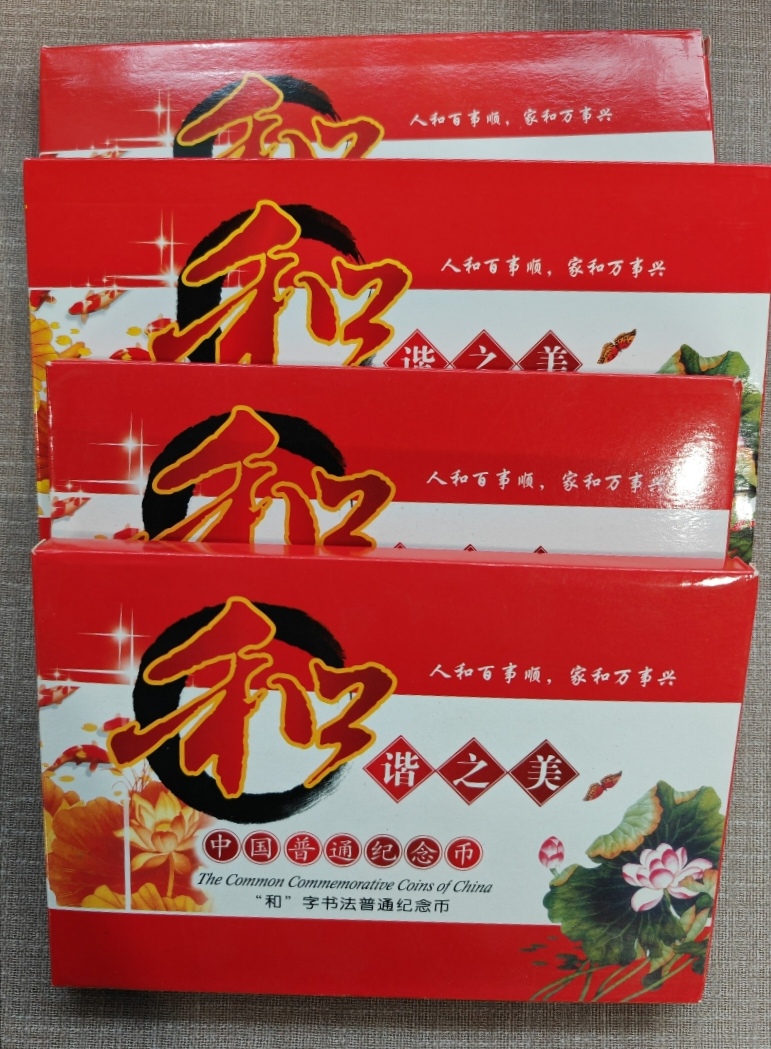 和
人和百事顺，家和万事兴
和
人和百事顺，家和万事兴
谐之美
和
人和百事顺，家和万事兴
和
人和百事顺，家和万事兴
谐之美
中国普通纪念币
The Common Commemorative Coins of China
“和”字书法普通纪念币